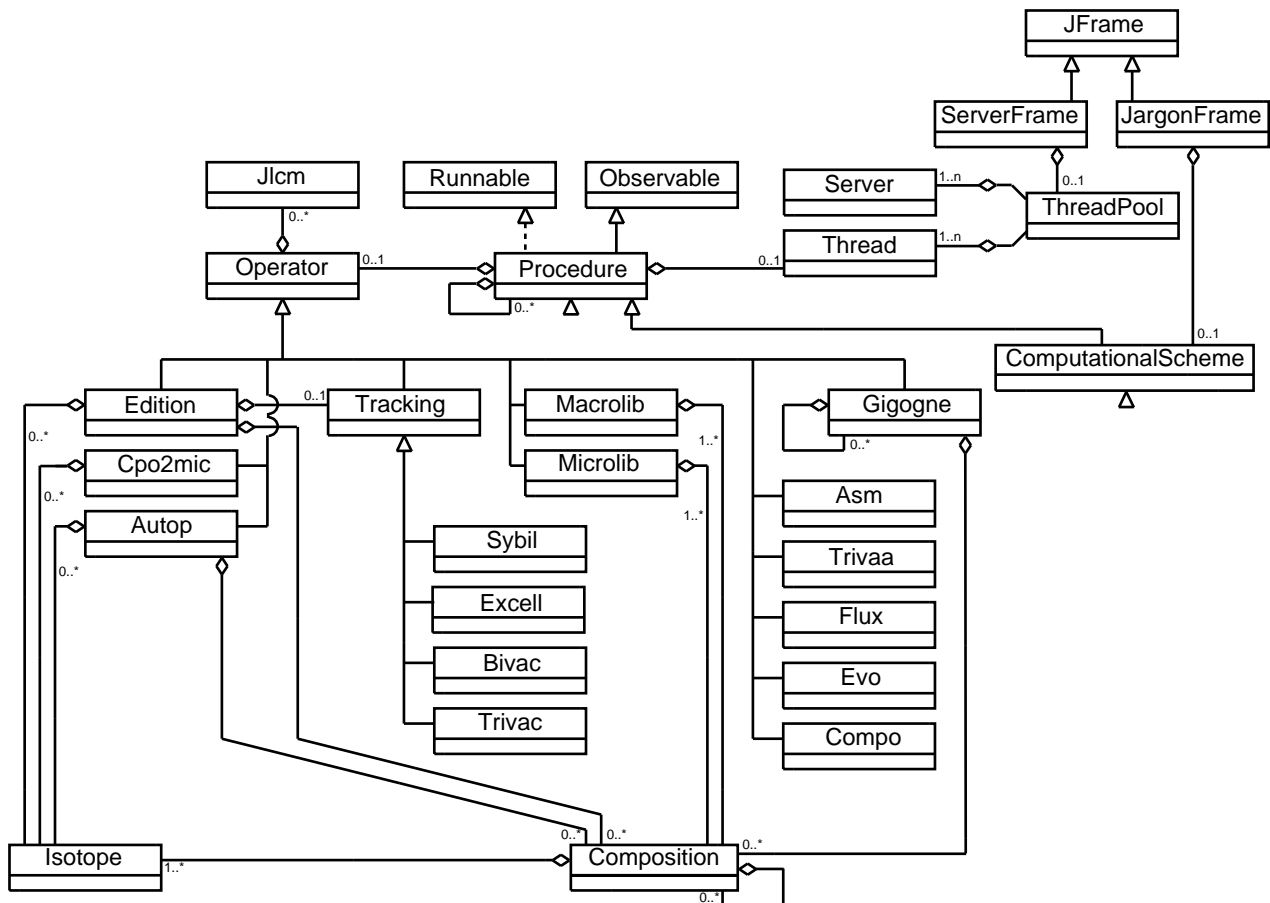 JFrame
ServerFrame
JargonFrame
Jlcm
Runnable
Observable
Server
1..n
0..1
ThreadPool
0..*
Thread
1..n
Operator
0..1
Procedure
0..1
0..*
0..1
ComputationalScheme
Edition
0..1
Tracking
Macrolib
Gigogne
0..*
1..*
0..*
Cpo2mic
Microlib
0..*
Asm
Autop
1..*
Sybil
Trivaa
0..*
Excell
Flux
Bivac
Evo
Trivac
Compo
0..*
0..*
0..*
Isotope
1..*
Composition
0..*